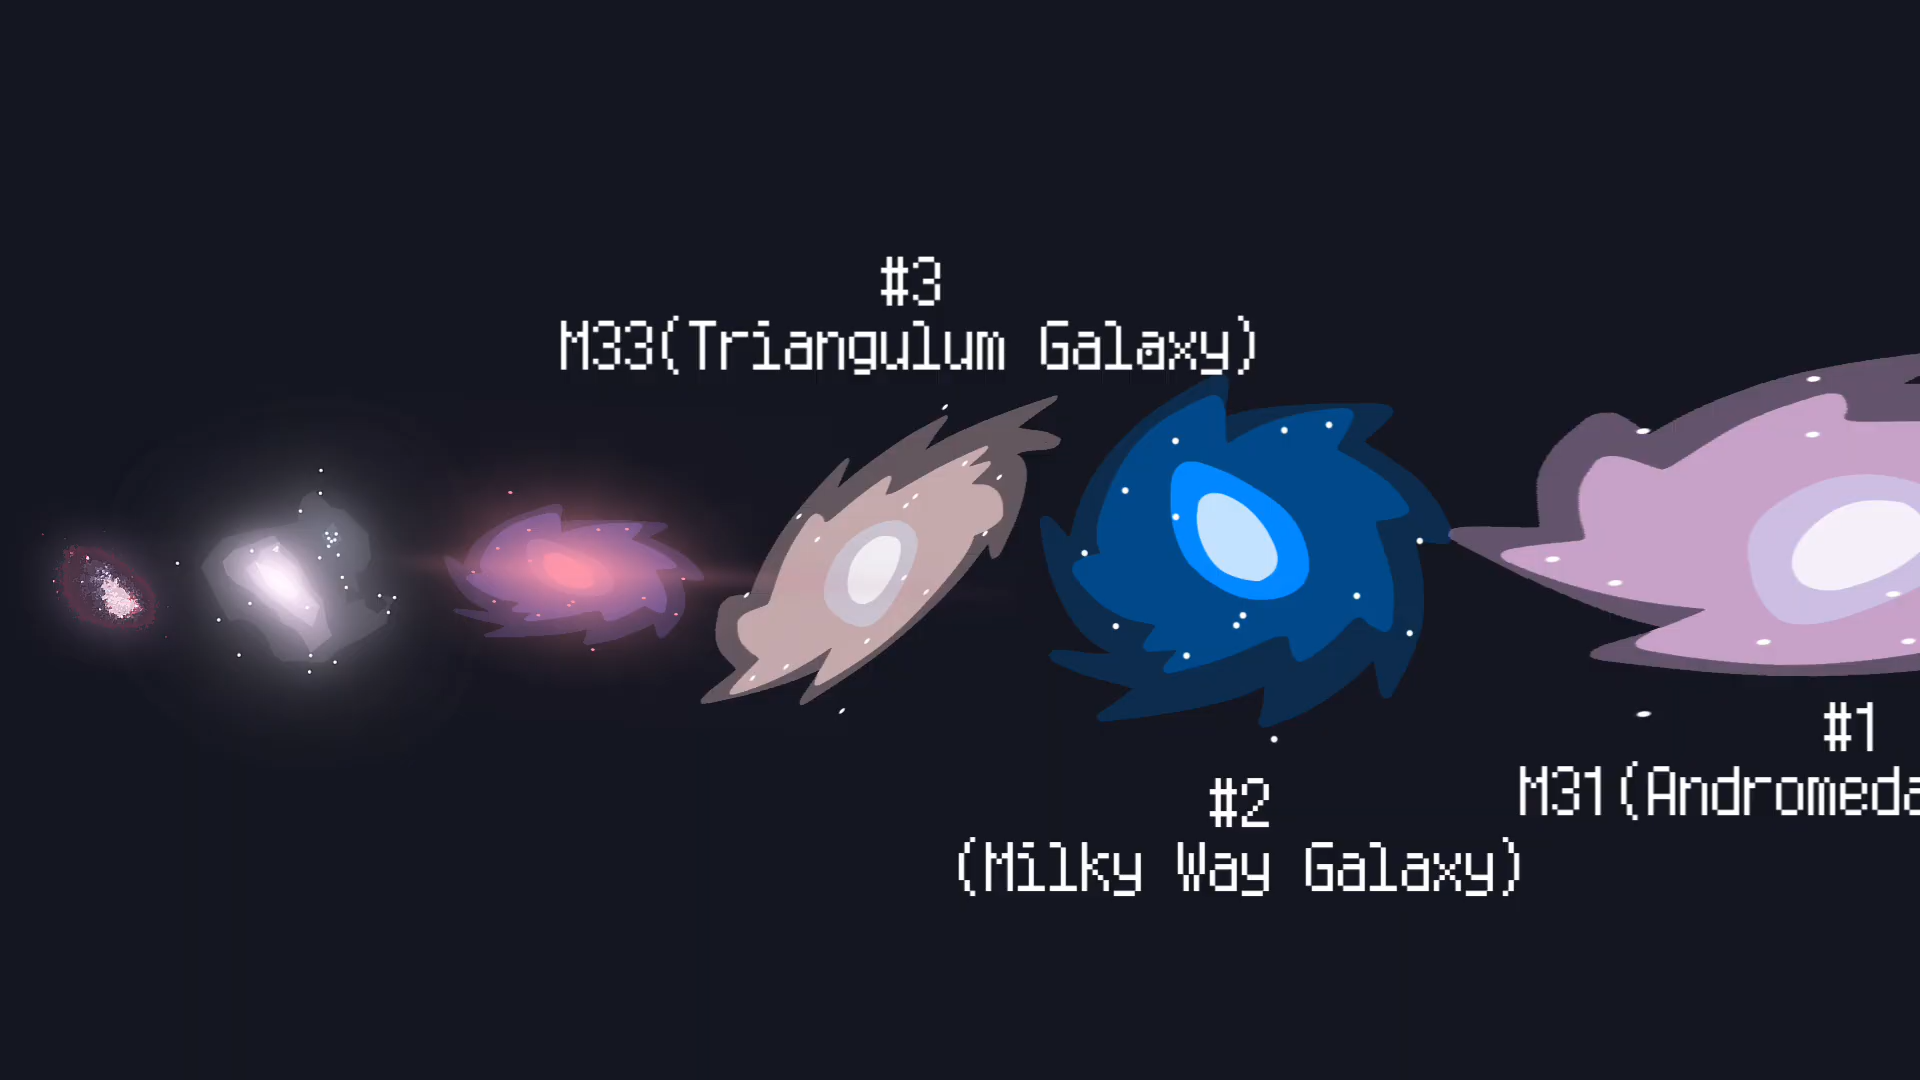 #3
M33(Triangulum Galaxy)
#1
M31(Andromeda
#2
(Milky Way Galaxy)